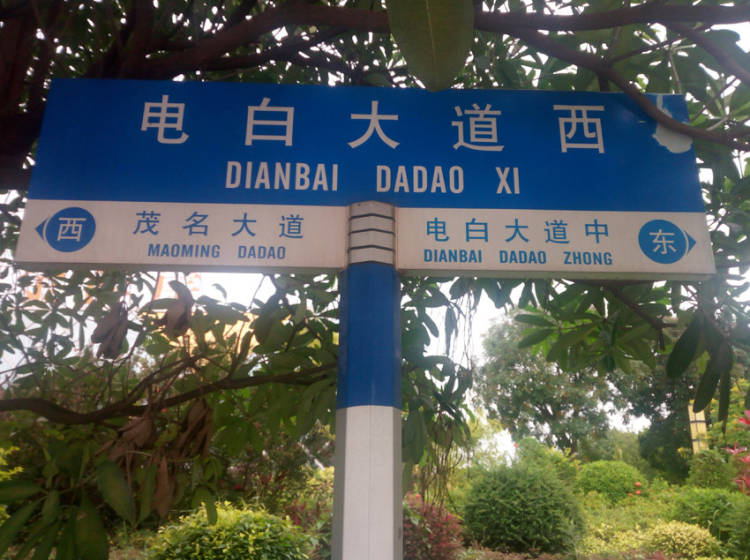 电白大道西
DIANBAI DADAO XI
西 茂名大道
MAOMING DADAO
电白大道中 东
DIANBAI DADAO ZHONG